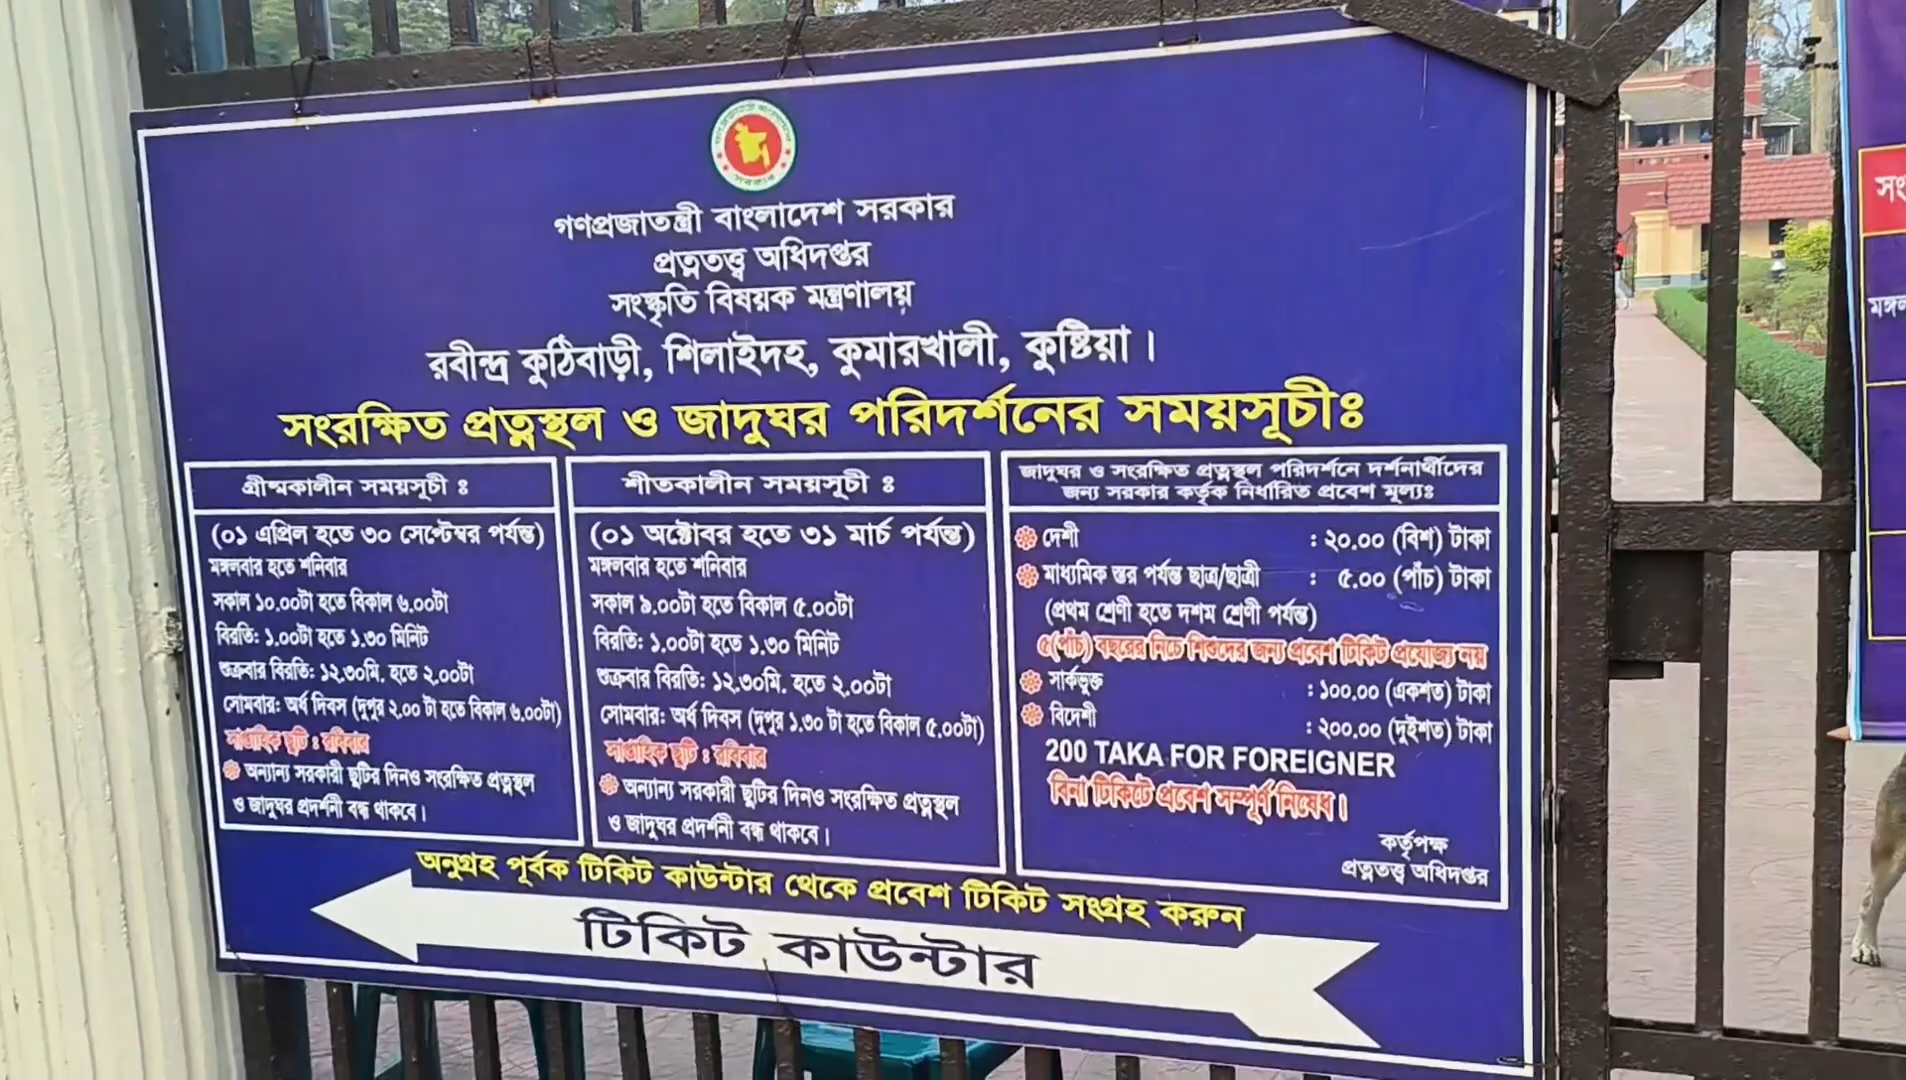 গণপ্রজাতন্ত্রী বাংলাদেশ সরকার
প্রত্নতত্ত্ব অধিদপ্তর
সংস্কৃতি বিষয়ক মন্ত্রণালয়
রবীন্দ্র কুঠিবাড়ী, শিলাইদহ, কুমারখালী, কুষ্টিয়া।
সংরক্ষিত প্রত্নস্থল ও জাদুঘর পরিদর্শনের সময়সূচীঃ
গ্রীষ্মকালীন সময়সূচী ঃ
(০১ এপ্রিল হতে ৩০ সেপ্টেম্বর পর্যন্ত)
মঙ্গলবার হতে শনিবার
সকাল ১০.০০টা হতে বিকাল ৬.০০টা
বিরতি: ১.০০টা হতে ১.৩০ মিনিট
শুক্রবার বিরতি: ১২.৩০মি. হতে ২.০০টা
সোমবার: অর্ধ দিবস (দুপুর ২.০০ টা হতে বিকাল ৬.০০টা)
সাপ্তাহিক ছুটি : রবিবার
অন্যান্য সরকারী ছুটির দিনও সংরক্ষিত প্রত্নস্থল
ও জাদুঘর প্রদর্শনী বন্ধ থাকবে।
শীতকালীন সময়সূচী ঃ
(০১ অক্টোবর হতে ৩১ মার্চ পর্যন্ত)
মঙ্গলবার হতে শনিবার
সকাল ৯.০০টা হতে বিকাল ৫.০০টা
বিরতি: ১.০০টা হতে ১.৩০ মিনিট
শুক্রবার বিরতি: ১২.৩০মি. হতে ২.০০টা
সোমবার: অর্ধ দিবস (দুপুর ১.৩০ টা হতে বিকাল ৫.০০টা)
সাপ্তাহিক ছুটি : রবিবার
অন্যান্য সরকারী ছুটির দিনও সংরক্ষিত প্রত্নস্থল
ও জাদুঘর প্রদর্শনী বন্ধ থাকবে।
জাদুঘর ও সংরক্ষিত প্রত্নস্থল পরিদর্শনে দর্শনার্থীদের
জন্য সরকার কর্তৃক নির্ধারিত প্রবেশ মূল্যঃ
দেশী : ২০.০০ (বিশ) টাকা
মাধ্যমিক স্তর পর্যন্ত ছাত্র/ছাত্রী : ৫.০০ (পাঁচ) টাকা
(প্রথম শ্রেণী হতে দশম শ্রেণী পর্যন্ত)
৫(পাঁচ) বছরের নিচে শিশুদের জন্য প্রবেশ টিকিট প্রযোজ্য নয়
সার্কভুক্ত : ১০০.০০ (একশত) টাকা
বিদেশী : ২০০.০০ (দুইশত) টাকা
200 TAKA FOR FOREIGNER
বিনা টিকিটে প্রবেশ সম্পূর্ণ নিষেধ।
কর্তৃপক্ষ
প্রত্নতত্ত্ব অধিদপ্তর
অনুগ্রহ পূর্বক টিকিট কাউন্টার থেকে প্রবেশ টিকিট সংগ্রহ করুন
টিকিট কাউন্টার